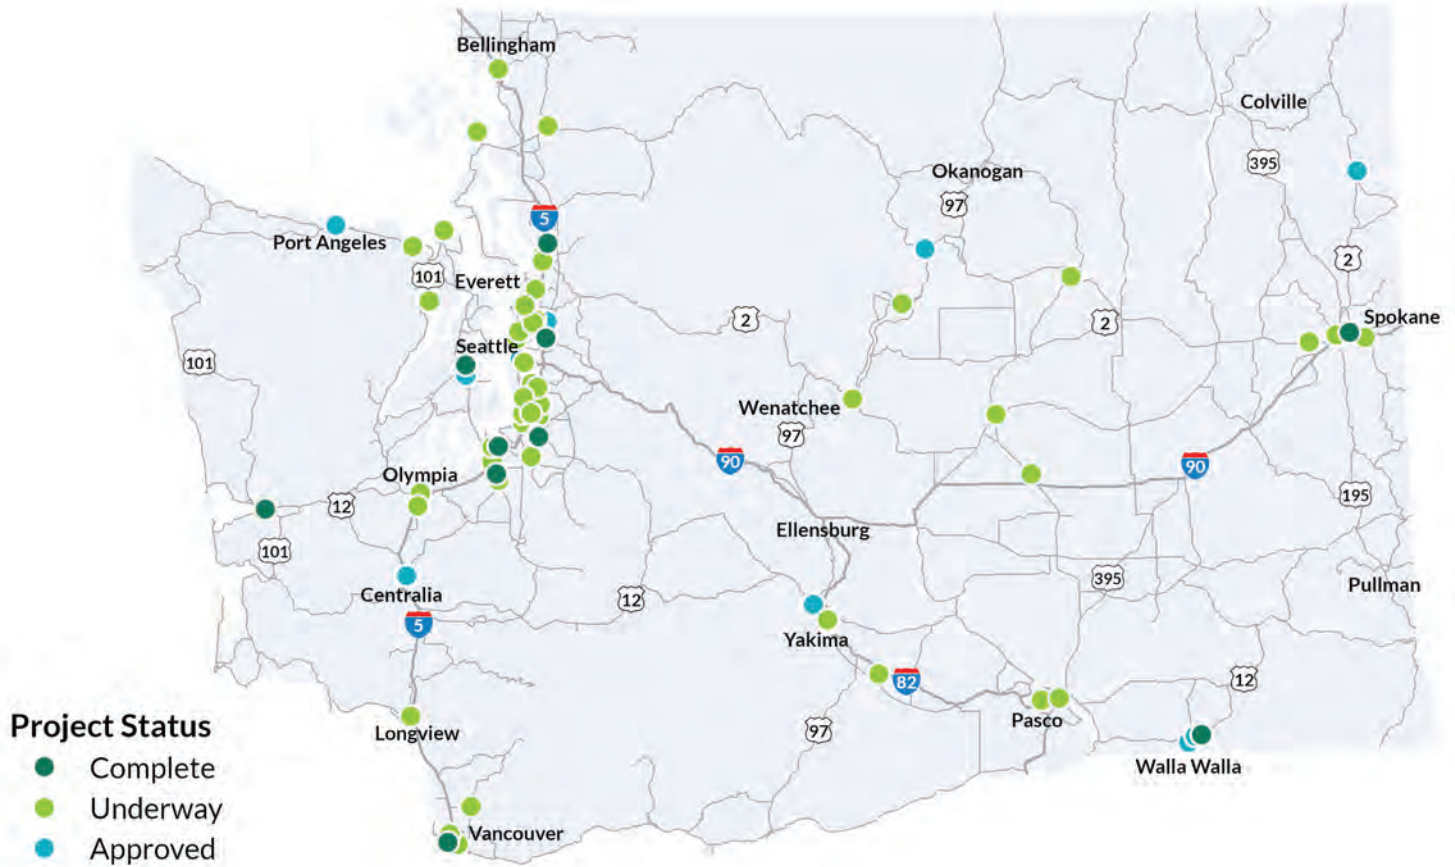 Bellingham
Colville
395
Okanogan
97
5
Port Angeles
101
Everett
2
2
2
Spokane
Seattle
101
Wenatchee
97
90
90
Olympia
12
195
Ellensburg
101
395
Pullman
Centralia
12
5
Yakima
82
12
Pasco
97
Longview
Walla Walla
Vancouver
Project Status
Complete
Underway
Approved